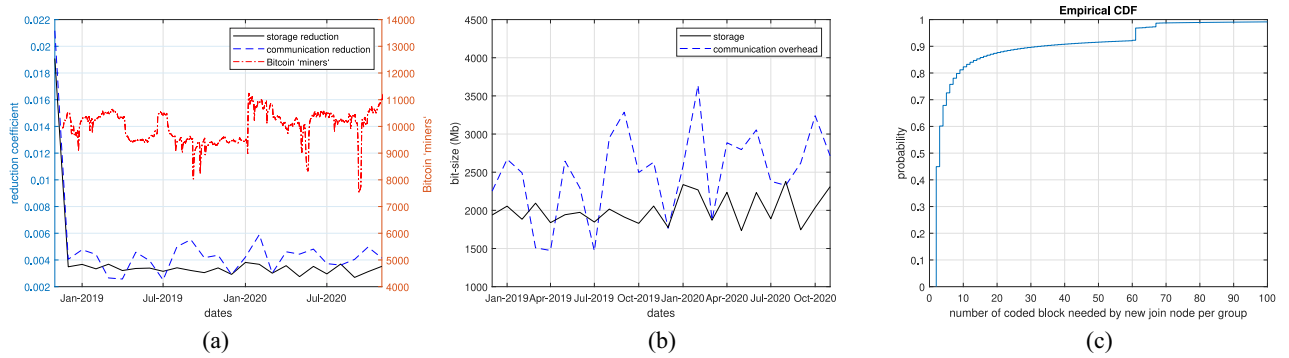 0.022
0.02
0.018
0.016
0.014
0.012
0.01
0.008
0.006
0.004
0.002
reduction coefficient
storage reduction
communication reduction
Bitcoin 'miners'
14000
13000
12000
11000
10000
9000
8000
7000
6000
5000
4000
Bitcoin 'miners'
Jan-2019 Jul-2019 Jan-2020 Jul-2020
dates
(a)
4500
4000
3500
3000
2500
2000
1500
1000
bit-size (Mb)
storage
communication overhead
Jan-2019 Apr-2019 Jul-2019 Oct-2019 Jan-2020 Apr-2020 Jul-2020 Oct-2020
dates
(b)
Empirical CDF
1
0.9
0.8
0.7
0.6
0.5
0.4
0.3
0.2
0.1
0
probability
0 10 20 30 40 50 60 70 80 90 100
number of coded block needed by new join node per group
(c)